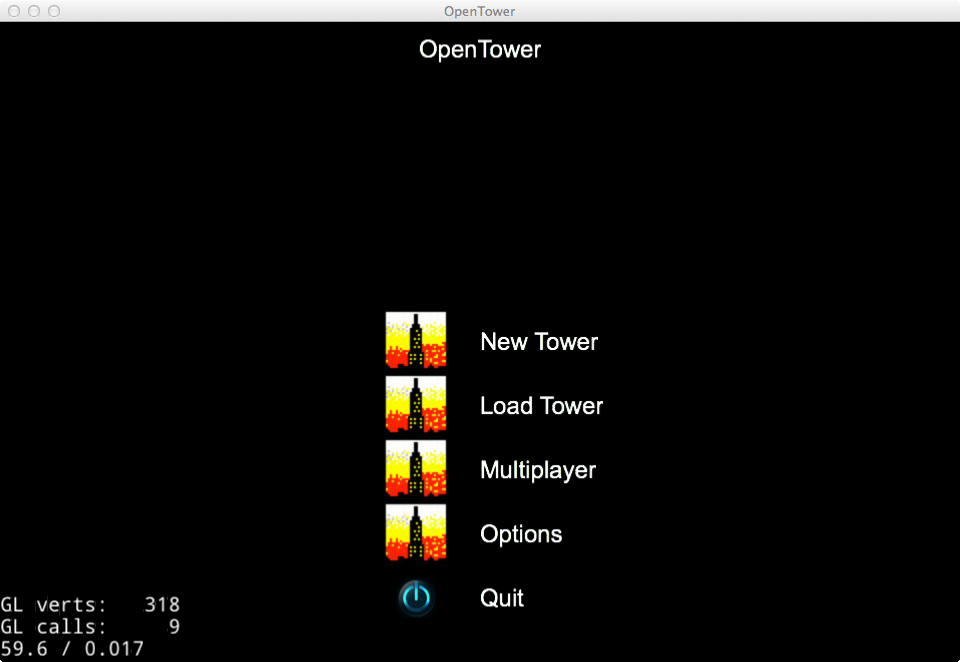 OpenTower
OpenTower
New Tower
Load Tower
Multiplayer
Options
Quit
GL verts: 318
GL calls: 9
59.6 / 0.017